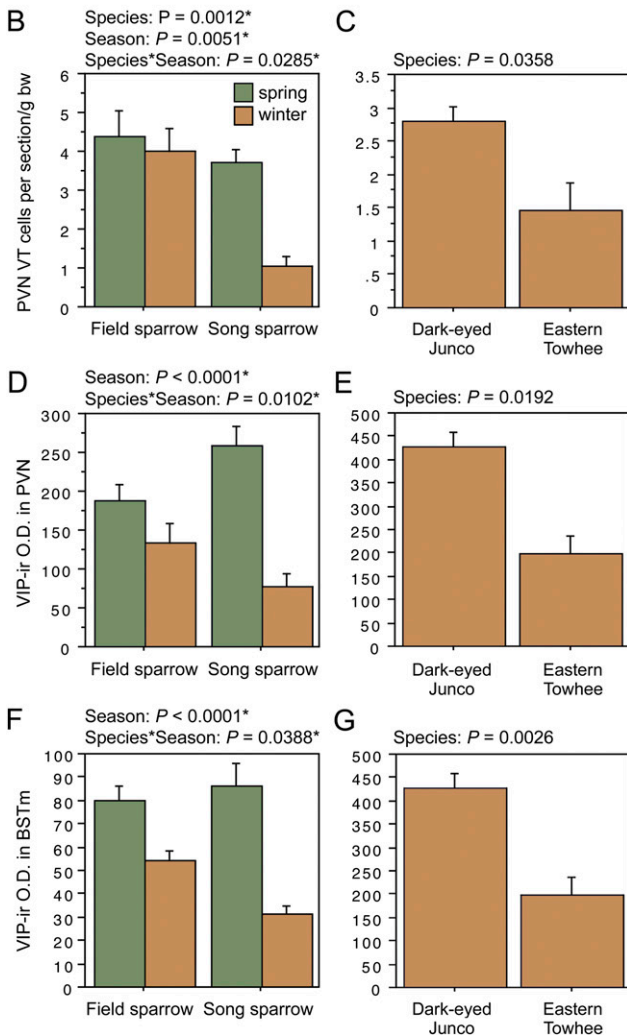 B
Species: P = 0.0012*
Season: P = 0.0051*
Species*Season: P = 0.0285*
PVN VT cells per section/g bw
6
5
4
3
2
1
0
spring
winter
Field sparrow Song sparrow
C
Species: P = 0.0358
3.5
3
2.5
2
1.5
1
.5
0
Dark-eyed Junco
Eastern Towhee
D
Season: P < 0.0001*
Species*Season: P = 0.0102*
VIP-ir O.D. in PVN
300
250
200
150
100
50
0
Field sparrow Song sparrow
E
Species: P = 0.0192
500
450
400
350
300
250
200
150
100
50
0
Dark-eyed Junco
Eastern Towhee
F
Season: P < 0.0001*
Species*Season: P = 0.0388*
VIP-ir O.D. in BSTm
100
90
80
70
60
50
40
30
20
10
0
Field sparrow Song sparrow
G
Species: P = 0.0026
500
450
400
350
300
250
200
150
100
50
0
Dark-eyed Junco
Eastern Towhee